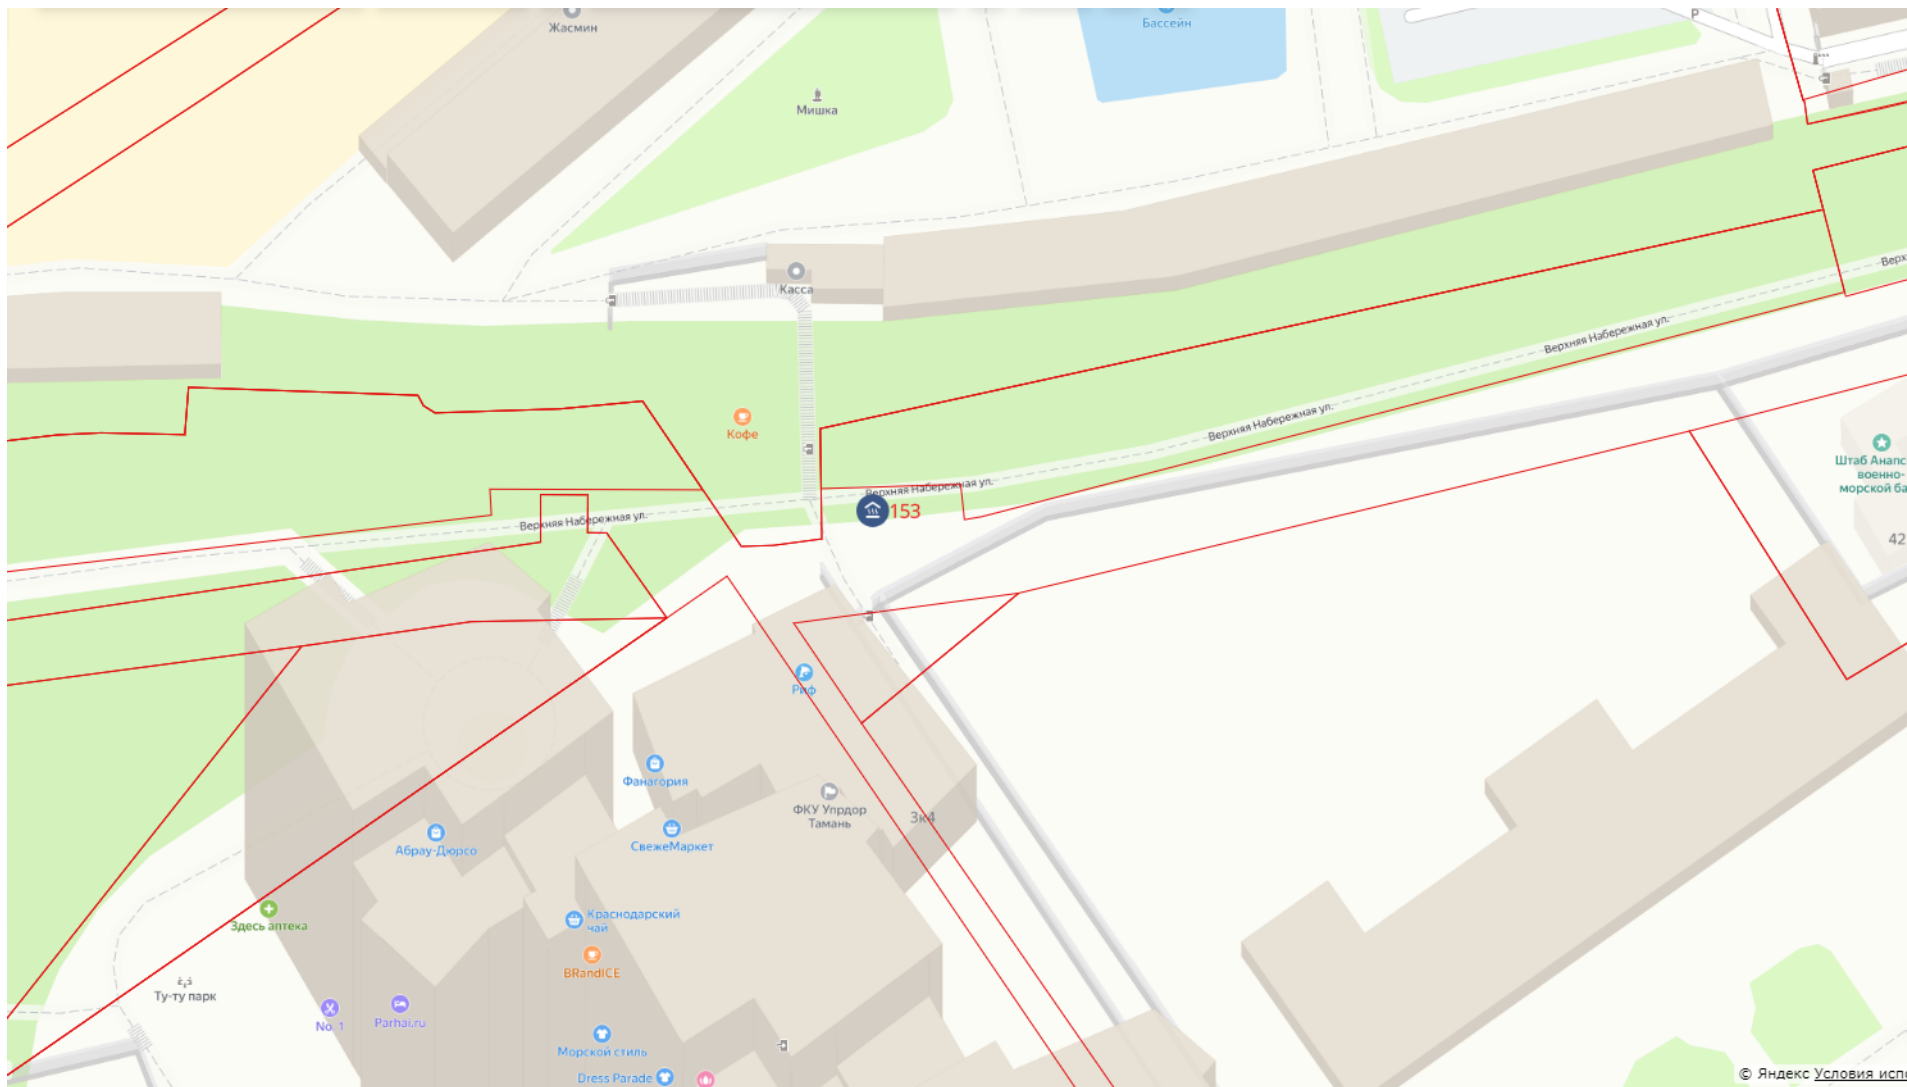 Жасмин
Бассейн
P
Мишка
Касса
Верх
Верхняя Набережная ул.
Кофе
Верхняя Набережная ул.
Штаб Анапс
военно-
морской ба
Верхняя Набережная ул.
153
Верхняя Набережная ул.
42
Риф
Фанагория
ФКУ Упрдор
Тамань
3к4
СвежеМаркет
Абрау-Дюрсо
Краснодарский
чай
Здесь аптека
BRandICE
Ту-ту парк
No. 1
Parhai.ru
Морской стиль
Dress Parade
© Яндекс Условия испо